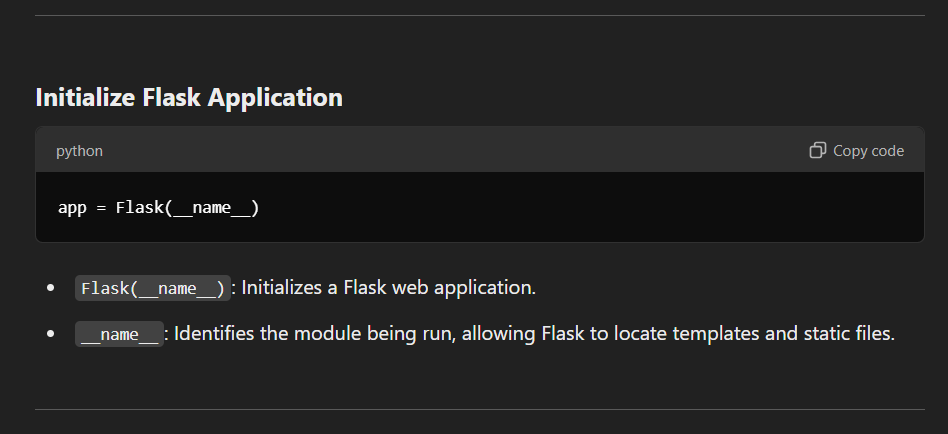 Initialize Flask Application
python
Copy code
app = Flask(__name__)
• Flask(__name__): Initializes a Flask web application.
• __name__: Identifies the module being run, allowing Flask to locate templates and static files.